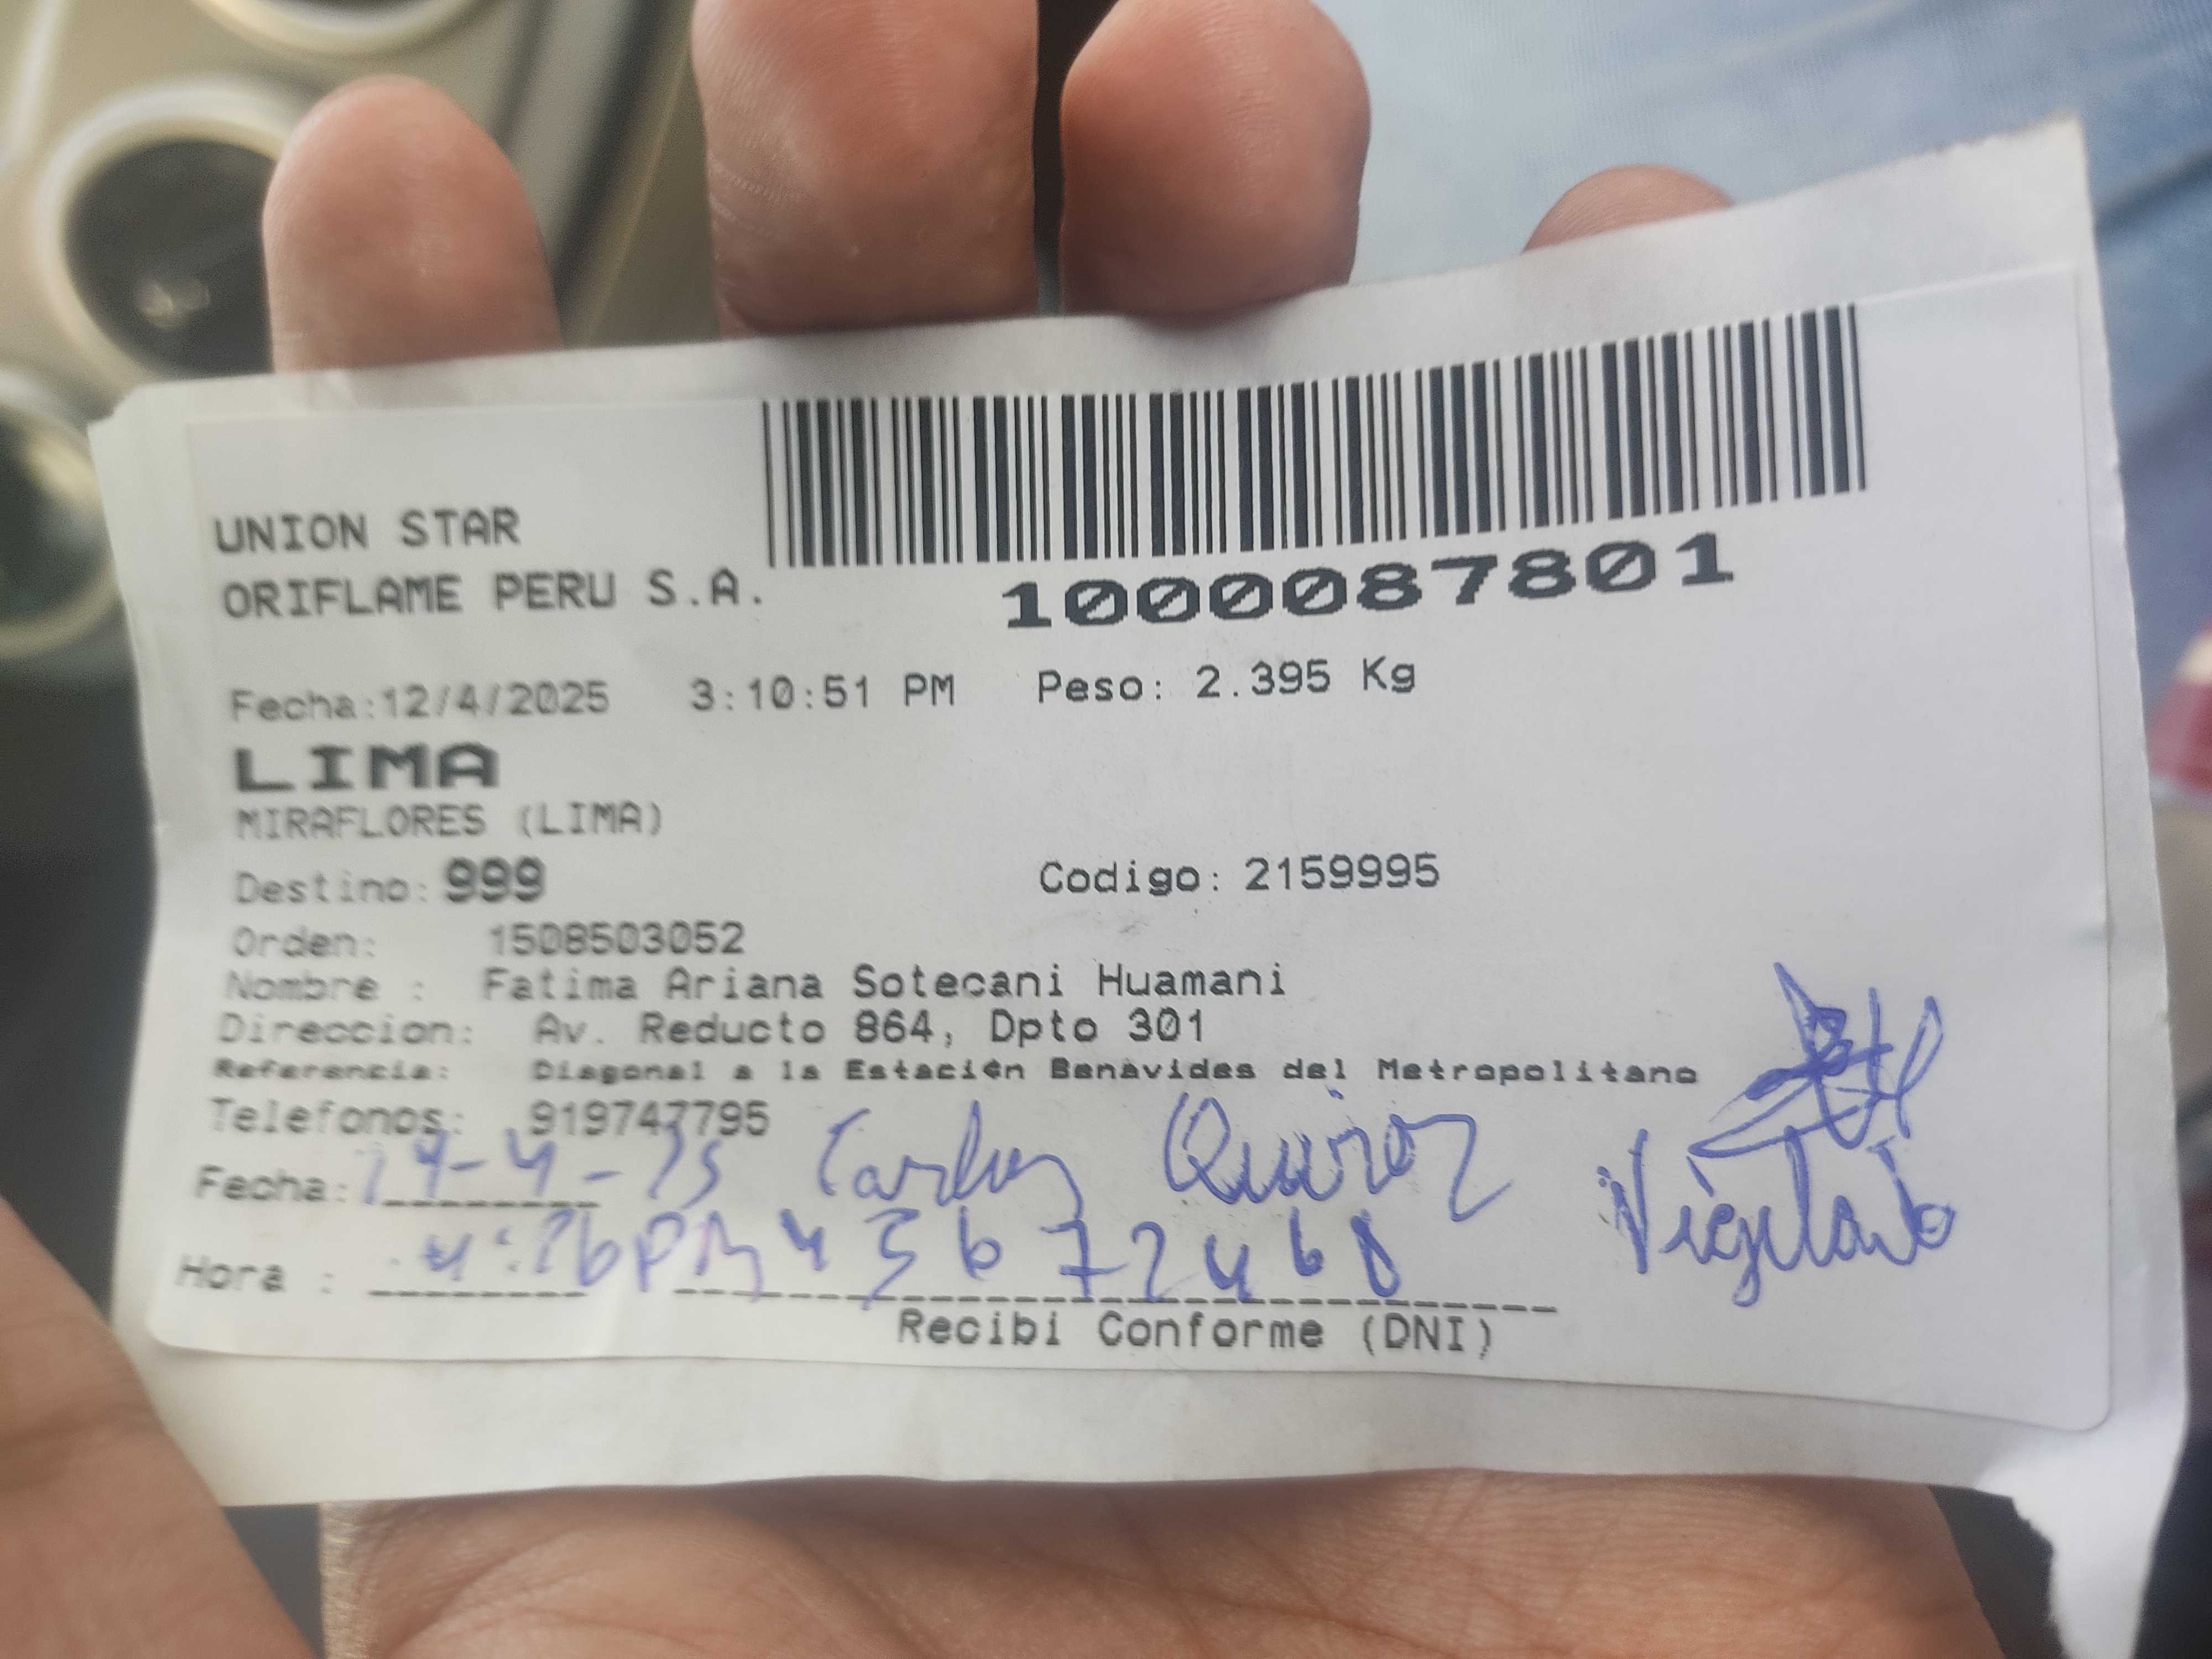 UNION STAR
ORIFLAME PERU S.A.
1000087801
Fecha:12/4/2025 3:10:51 PM Peso: 2.395 Kg
LIMA
MIRAFLORES (LIMA)
Destino: 999 Codigo: 2159995
Orden: 1508503052
Nombre : Fatima Ariana Sotecani Huamani
Direccion: Av. Reducto 864, Dpto 301
Referencia: Diagonal a la Estación Benavides del Metropolitano
Telefonos: 919747795
Fecha: 14-4-25 Carlos Quiroz
Hora : 4:26PM
Recibi Conforme (DNI)